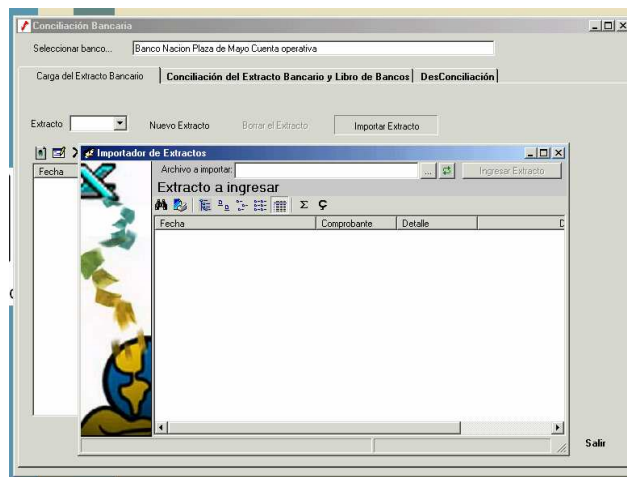 Conciliación Bancaria
Seleccionar banco... Banco Nacion Plaza de Mayo Cuenta operativa
Carga del Extracto Bancario Conciliación del Extracto Bancario y Libro de Bancos DesConciliación
Extracto Nuevo Extracto Borrar el Extracto Importar Extracto
Importador de Extractos
Fecha
Archivo a importar: ... Ingresar Extracto
Extracto a ingresar
Σ Ç
Fecha Comprobante Detalle
Salir